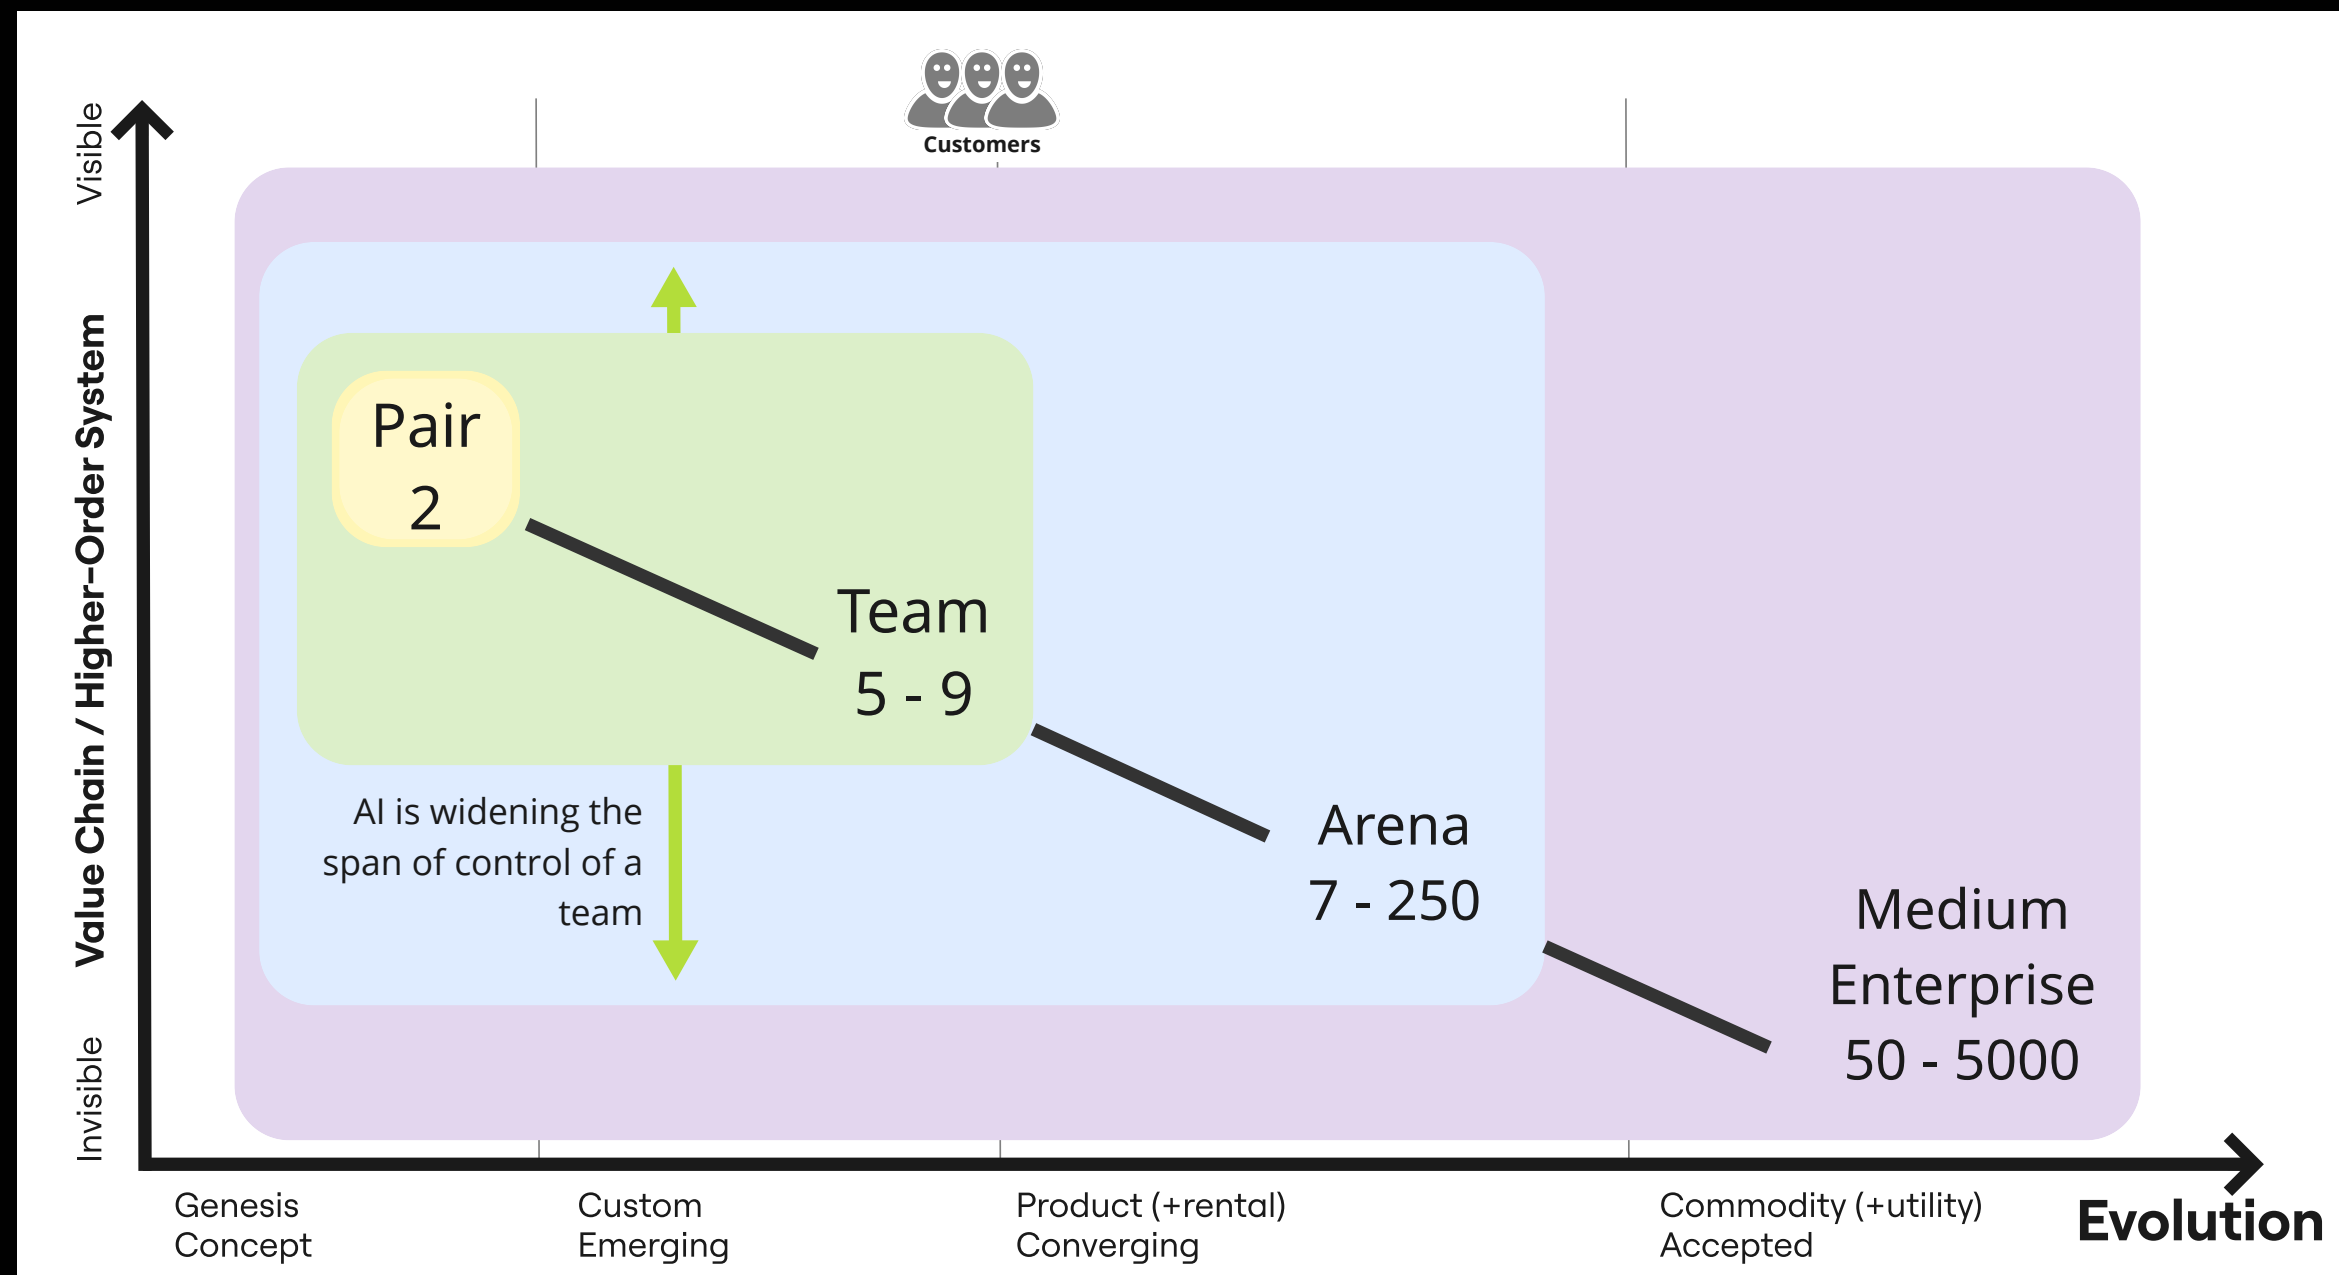 Customers
Visible
Value Chain / Higher-Order System
Invisible
Pair
2
Team
5 - 9
AI is widening the
span of control of a
team
Arena
7 - 250
Medium
Enterprise
50 - 5000
Genesis
Concept
Custom
Emerging
Product (+rental)
Converging
Commodity (+utility)
Accepted
Evolution